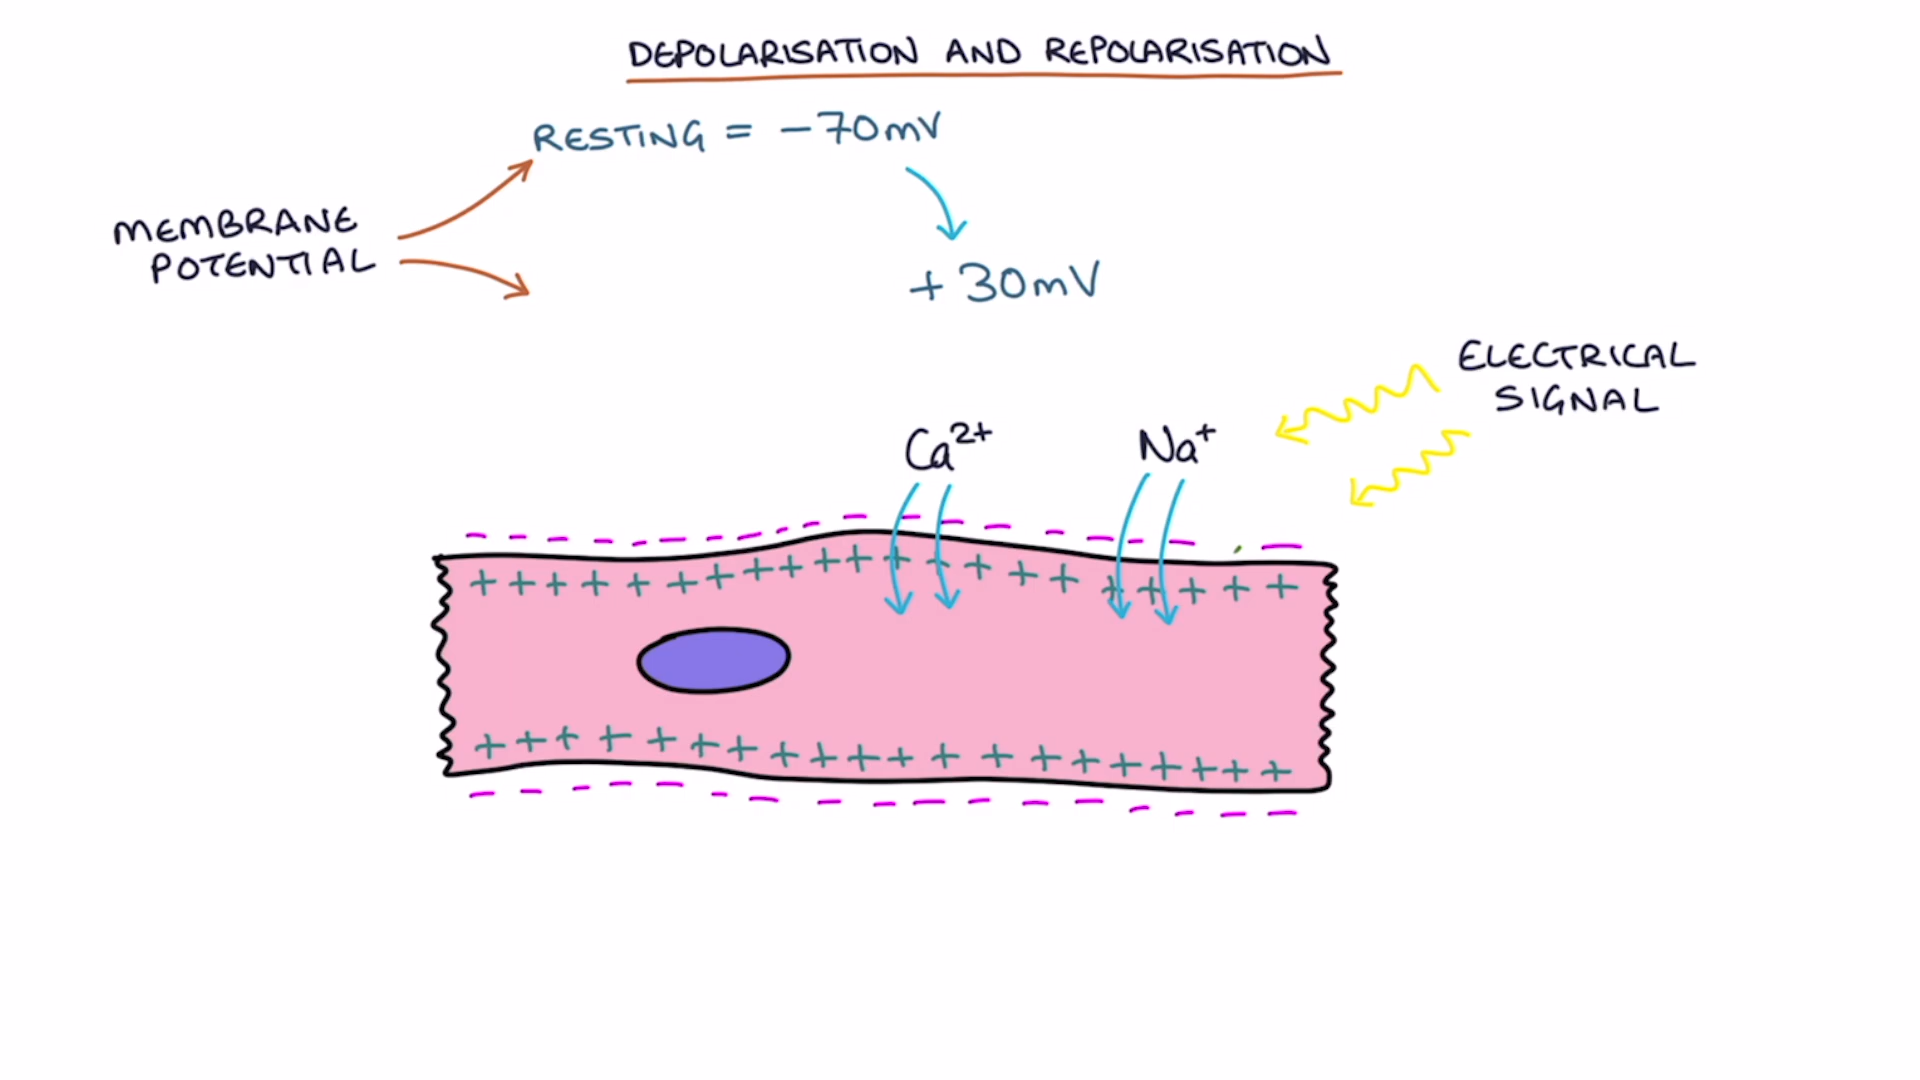 DEPOLARISATION AND REPOLARISATION
RESTING = -70mV
MEMBRANE
POTENTIAL
+30mV
ELECTRICAL
SIGNAL
Ca²⁺
Na⁺